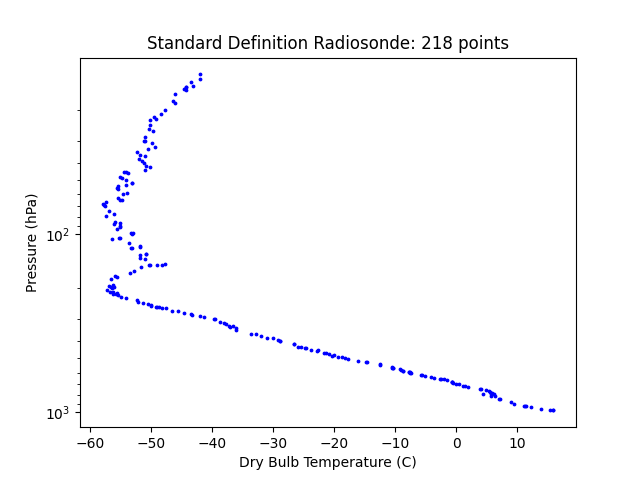 Standard Definition Radiosonde: 218 points
Pressure (hPa)
10²
10³
−60 −50 −40 −30 −20 −10 0 10
Dry Bulb Temperature (C)